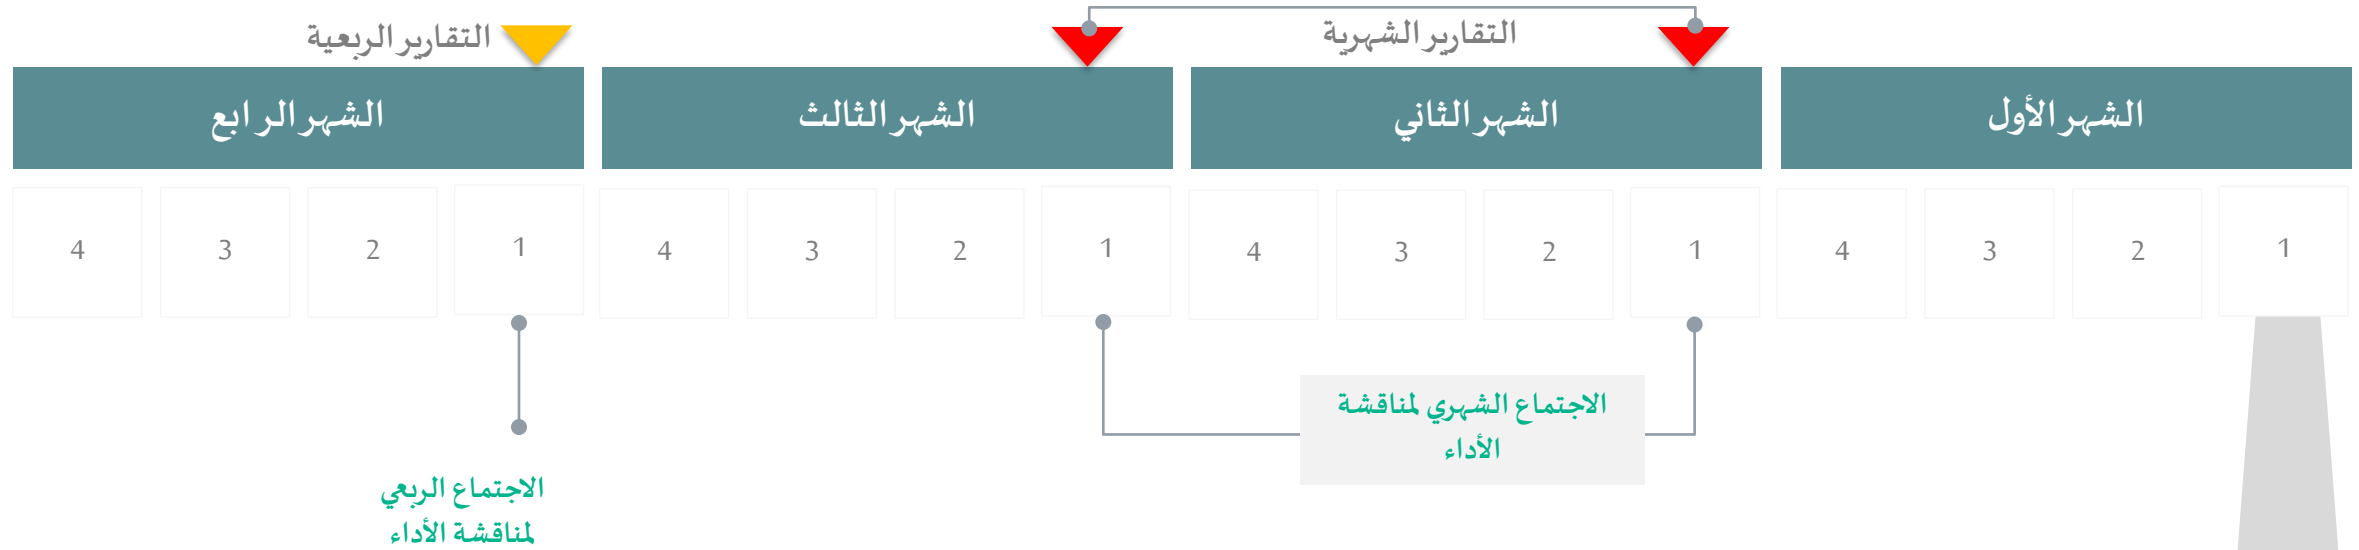 التقارير الشهرية
التقارير الربعية
الشهر الأول
الشهر الثاني
الشهر الثالث
الشهر الرابع
1 2 3 4
1 2 3 4
1 2 3 4
1 2 3 4
الاجتماع الشهري لمناقشة
الأداء
الاجتماع الربعي
لمناقشة الأداء